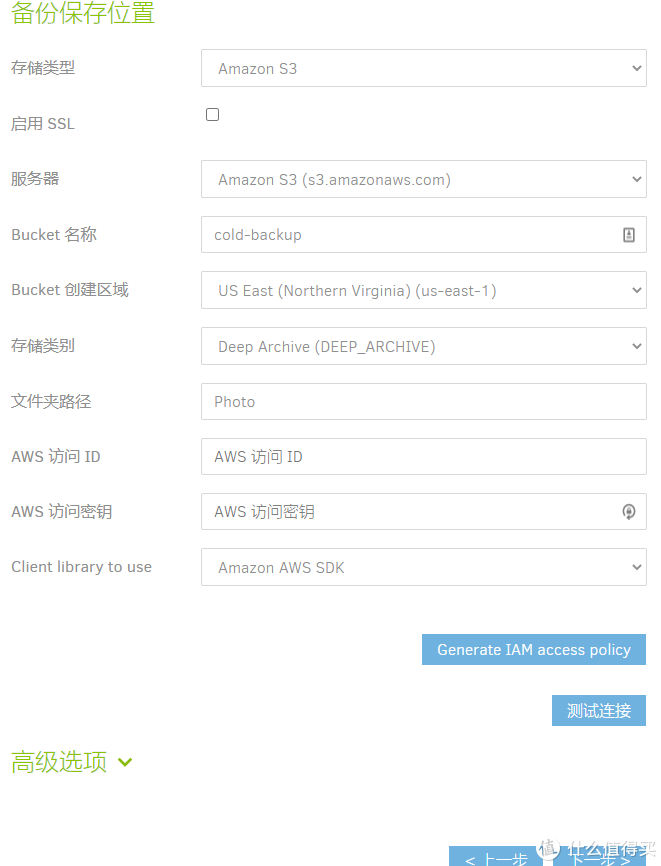 备份保存位置
存储类型 Amazon S3
启用 SSL
服务器 Amazon S3 (s3.amazonaws.com)
Bucket 名称 cold-backup
Bucket 创建区域 US East (Northern Virginia) (us-east-1)
存储类别 Deep Archive (DEEP_ARCHIVE)
文件夹路径 Photo
AWS 访问 ID AWS 访问 ID
AWS 访问密钥 AWS 访问密钥
Client library to use Amazon AWS SDK
Generate IAM access policy
测试连接
高级选项
< 上一步 下一步 >
值 什么值得买